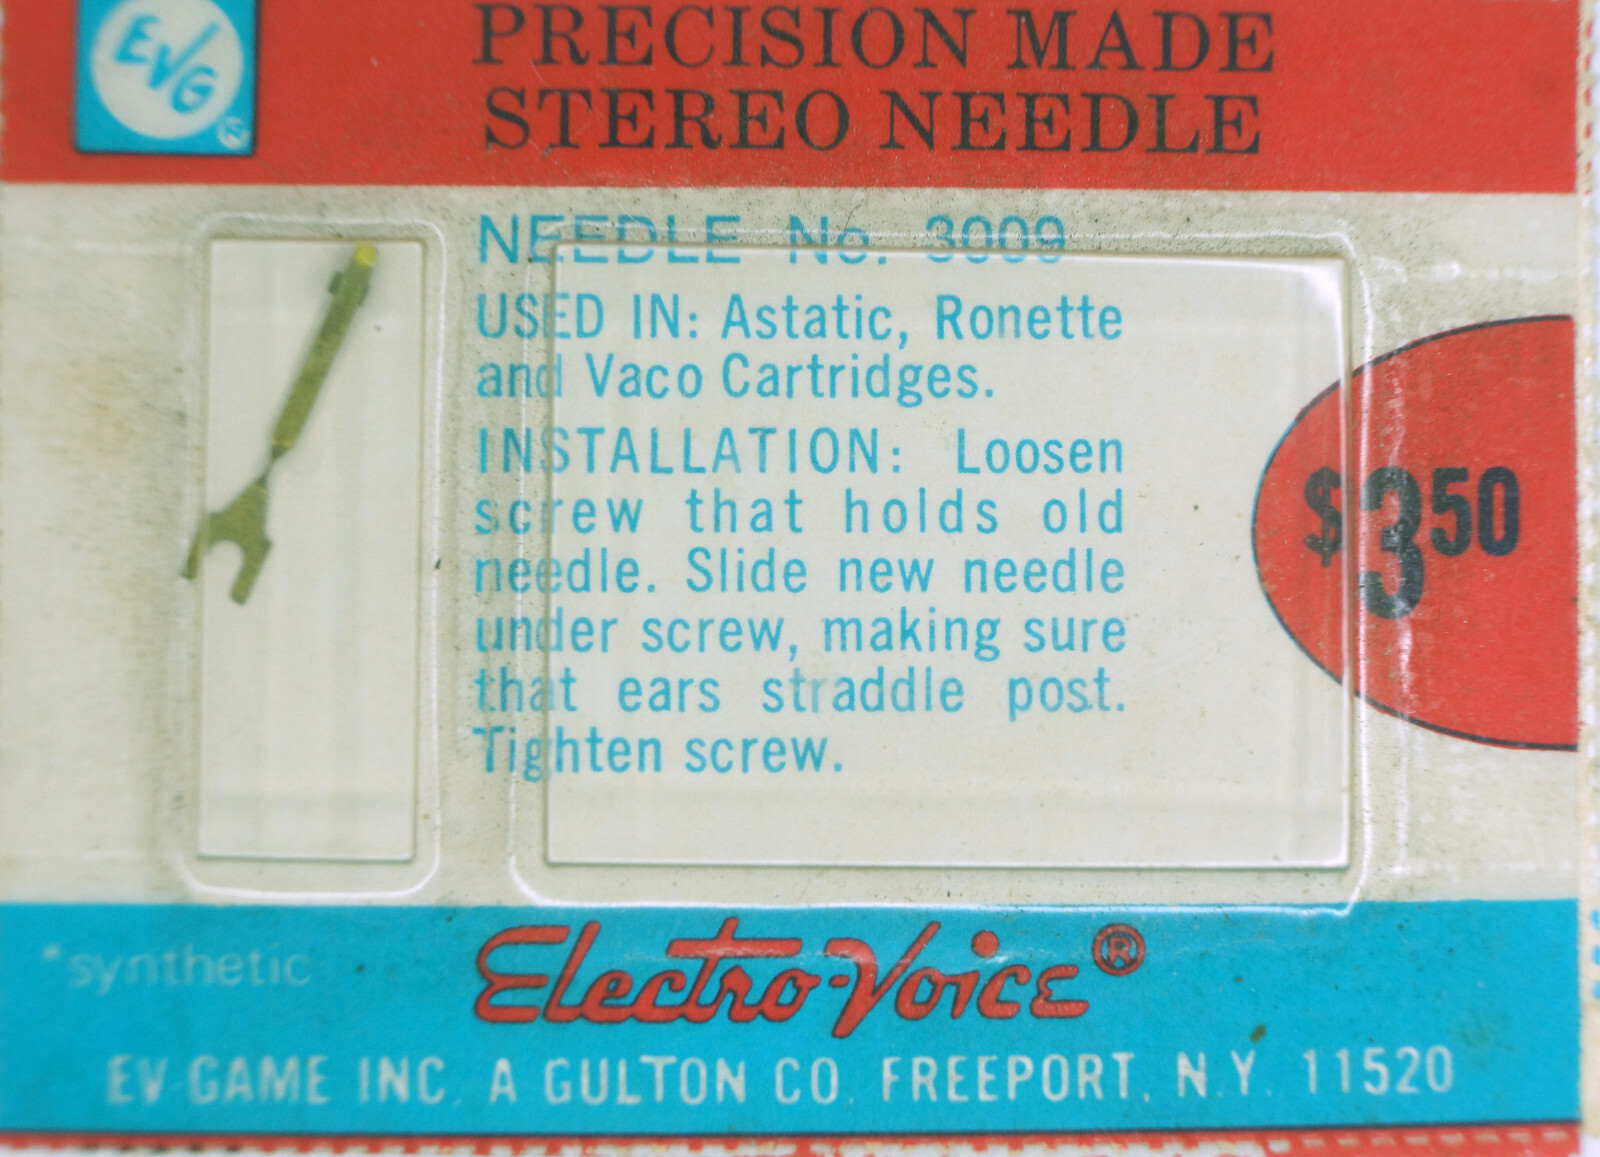 EVG ®
PRECISION MADE
STEREO NEEDLE
NEEDLE No. 3009
USED IN: Astatic, Ronette
and Vaco Cartridges.
INSTALLATION: Loosen
screw that holds old
needle. Slide new needle
under screw, making sure
that ears straddle post.
Tighten screw.
$3 50
*synthetic
Electro-Voice®
EV GAME INC. A GULTON CO. FREEPORT, N.Y. 11520